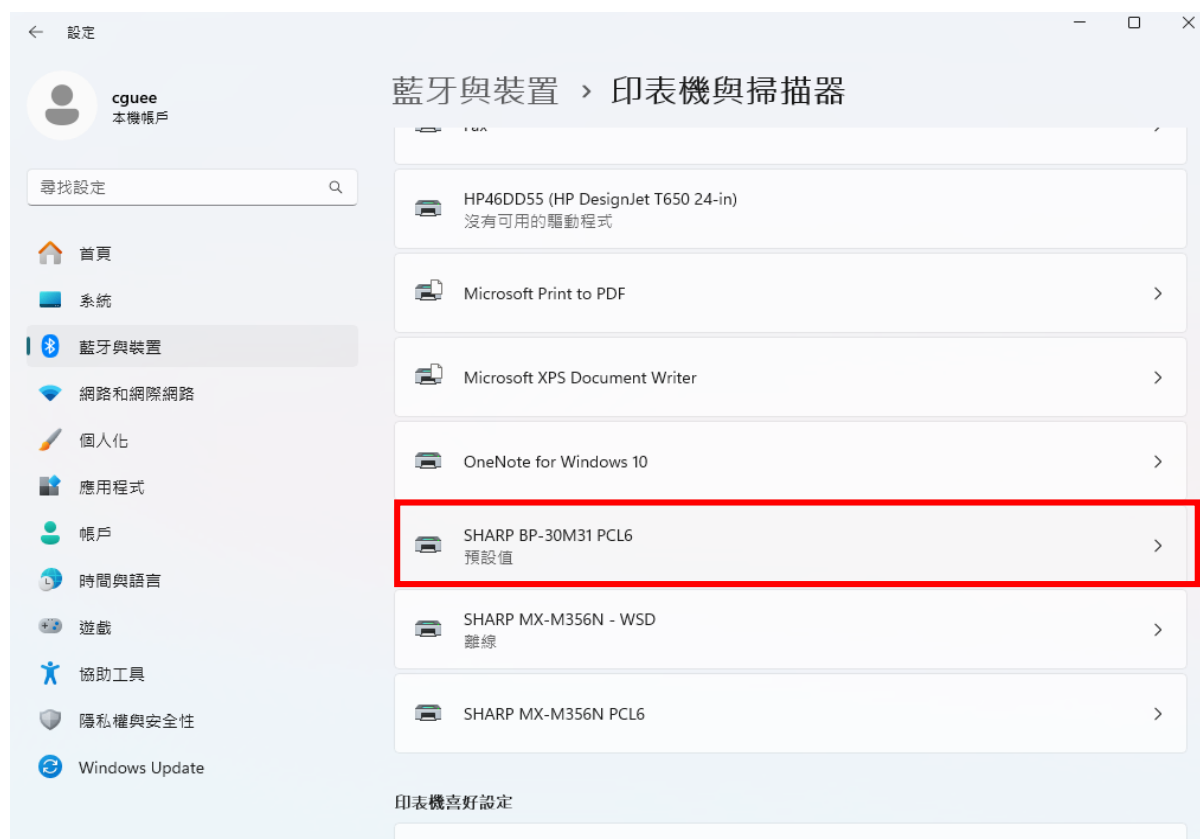 設定
cguee
本機帳戶
尋找設定
首頁
系統
藍牙與裝置
網路和網際網路
個人化
應用程式
帳戶
時間與語言
遊戲
協助工具
隱私權與安全性
Windows Update
藍牙與裝置 › 印表機與掃描器
Fax
HP46DD55 (HP DesignJet T650 24-in)
沒有可用的驅動程式
Microsoft Print to PDF
Microsoft XPS Document Writer
OneNote for Windows 10
SHARP BP-30M31 PCL6
預設值
SHARP MX-M356N - WSD
離線
SHARP MX-M356N PCL6
印表機喜好設定